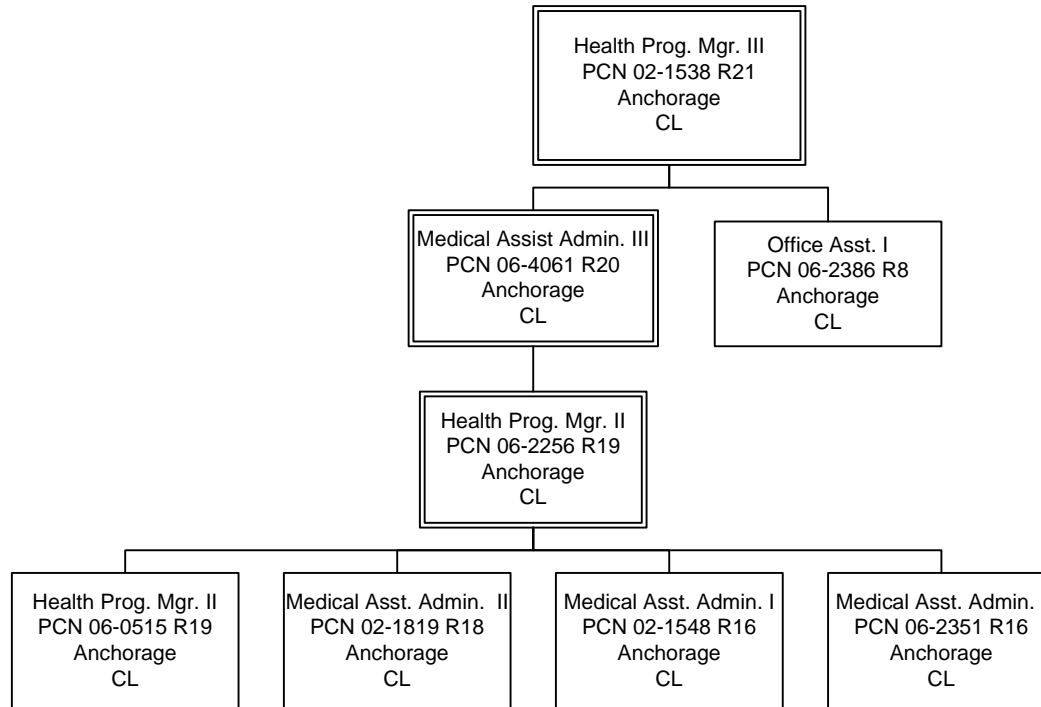 Health Prog. Mgr. III
PCN 02-1538 R21
Anchorage
CL
Medical Assist Admin. III
PCN 06-4061 R20
Anchorage
CL
Office Asst. I
PCN 06-2386 R8
Anchorage
CL
Health Prog. Mgr. II
PCN 06-2256 R19
Anchorage
CL
Health Prog. Mgr. II
PCN 06-0515 R19
Anchorage
CL
Medical Asst. Admin.  II
PCN 02-1819 R18
Anchorage
CL
Medical Asst. Admin. I
PCN 02-1548 R16
Anchorage
CL
Medical Asst. Admin.
PCN 06-2351 R16
Anchorage
CL